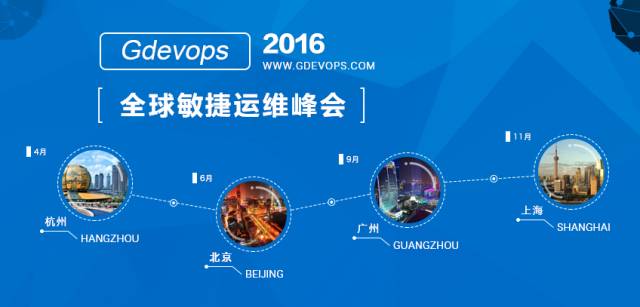 Gdevops
2016
WWW.GDEVOPS.COM
全球敏捷运维峰会
4月
杭州
HANGZHOU
6月
北京
BEIJING
9月
广州
GUANGZHOU
11月
上海
SHANGHAI